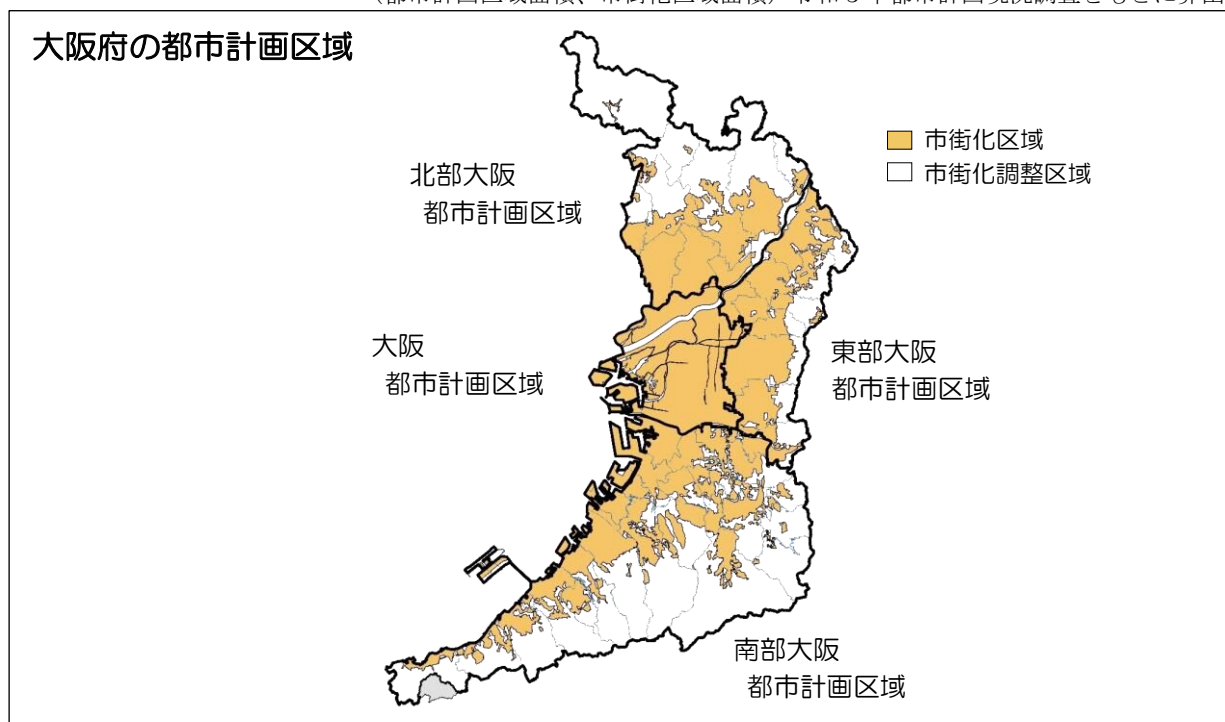 大阪府の都市計画区域
市街化区域
市街化調整区域
北部大阪
都市計画区域
大阪
都市計画区域
東部大阪
都市計画区域
南部大阪
都市計画区域